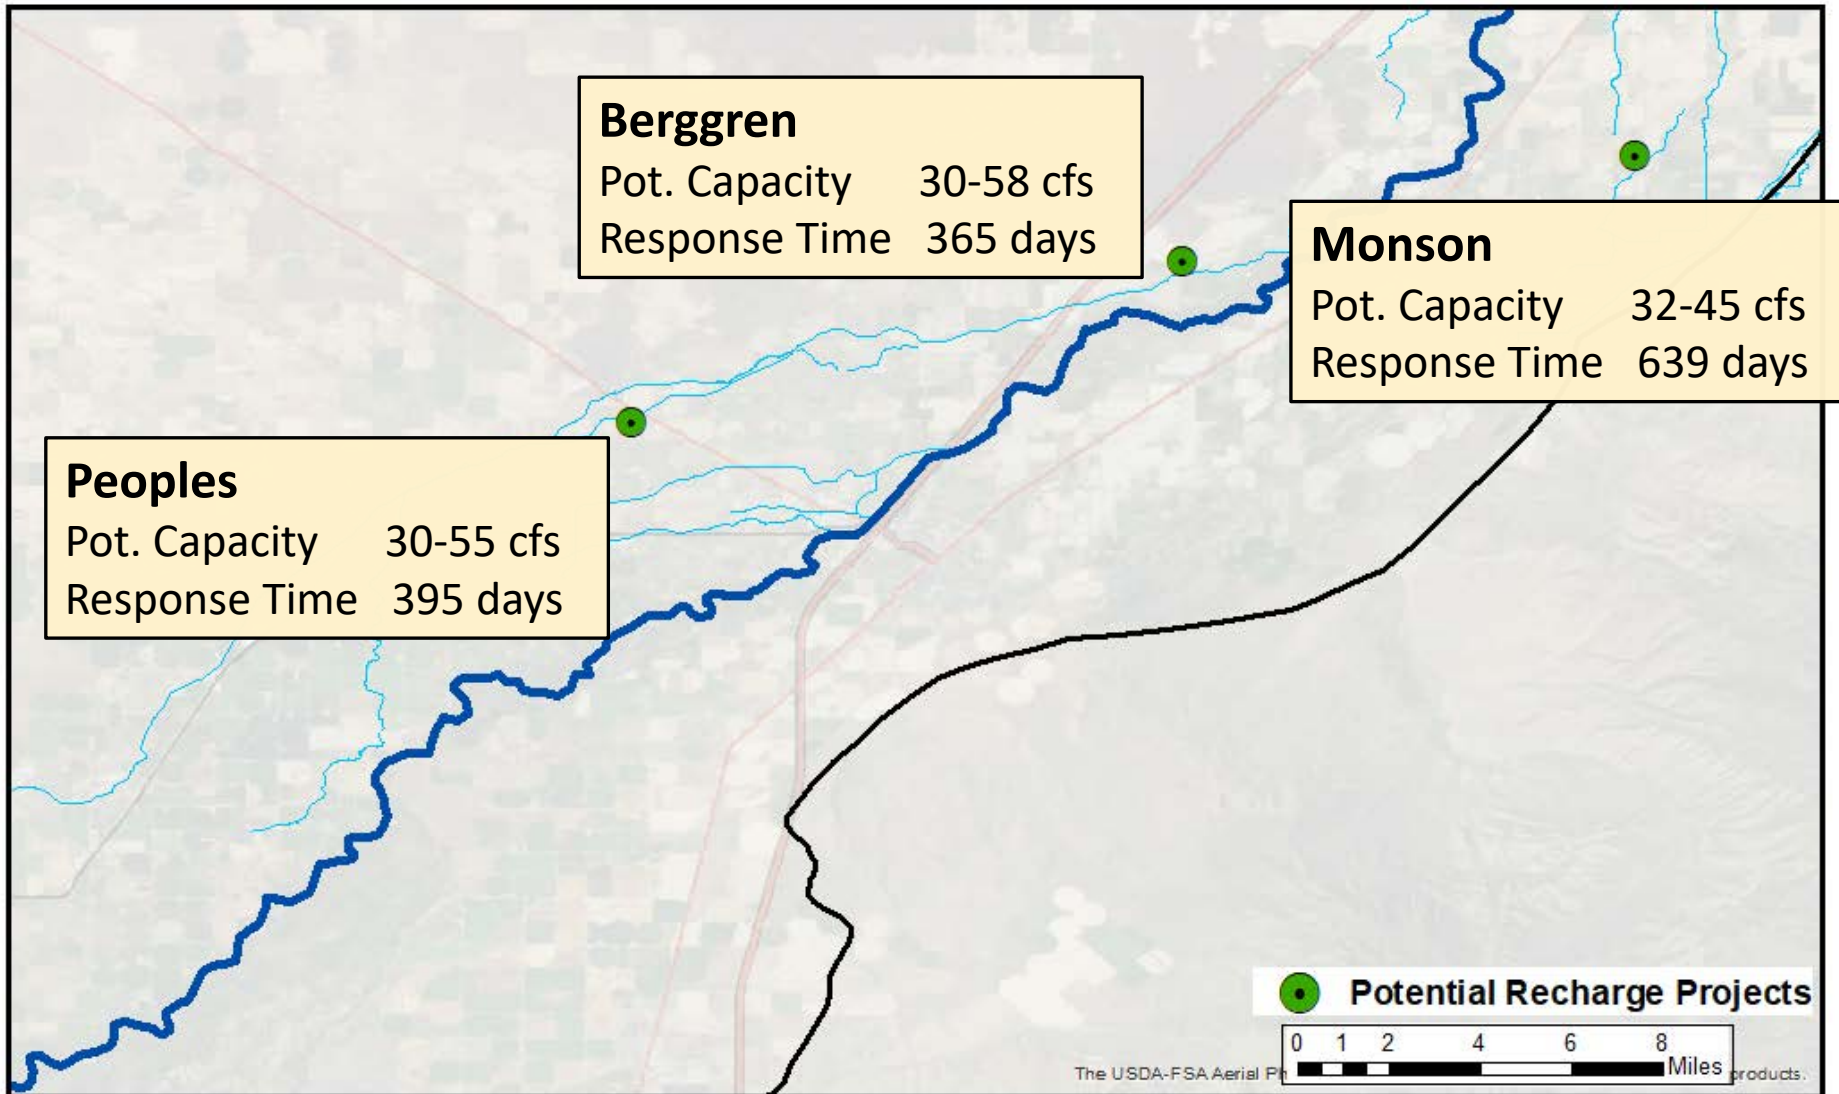 Berggren
Pot. Capacity 30-58 cfs
Response Time 365 days
Monson
Pot. Capacity 32-45 cfs
Response Time 639 days
Peoples
Pot. Capacity 30-55 cfs
Response Time 395 days
Potential Recharge Projects
0 1 2 4 6 8
Miles
The USDA-FSA Aerial products.